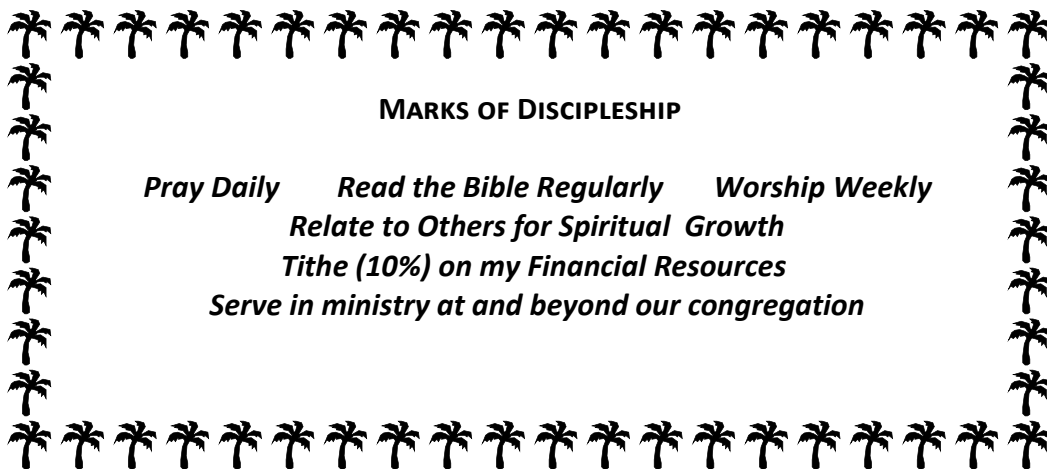 MARKS OF DISCIPLESHIP
Pray Daily Read the Bible Regularly Worship Weekly
Relate to Others for Spiritual Growth
Tithe (10%) on my Financial Resources
Serve in ministry at and beyond our congregation